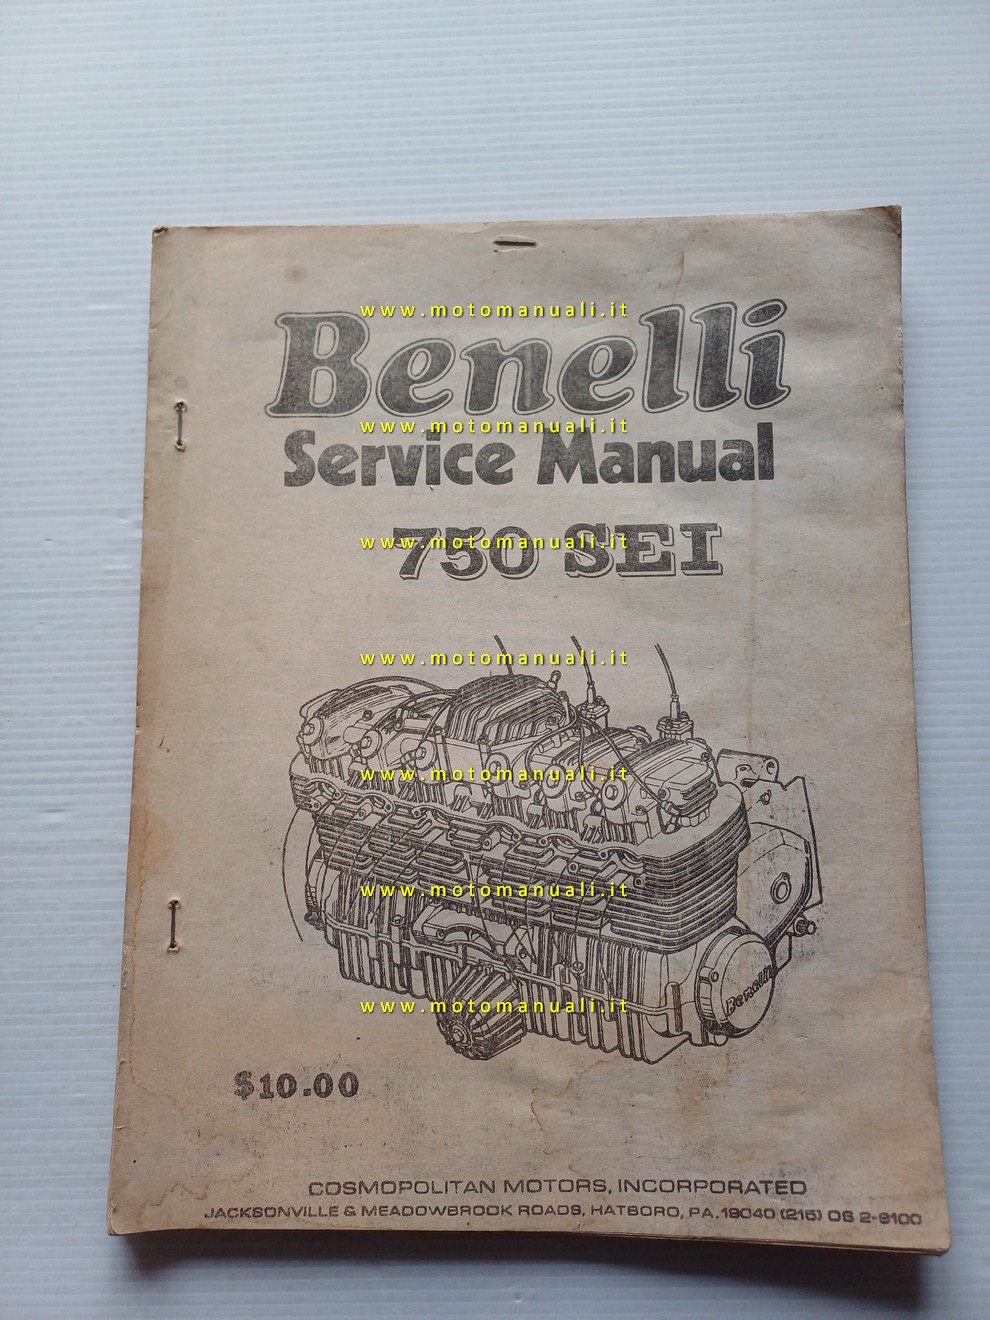 www.motomanuali.it
Benelli
www.motomanuali.it
Service Manual
www.motomanuali.it
750 SEI
www.motomanuali.it
www.motomanuali.it
www.motomanuali.it
Benelli
www.motomanuali.it
$10.00
COSMOPOLITAN MOTORS, INCORPORATED
JACKSONVILLE & MEADOWBROOK ROADS, HATBORO, PA. 19040 (215) OS 2-9100